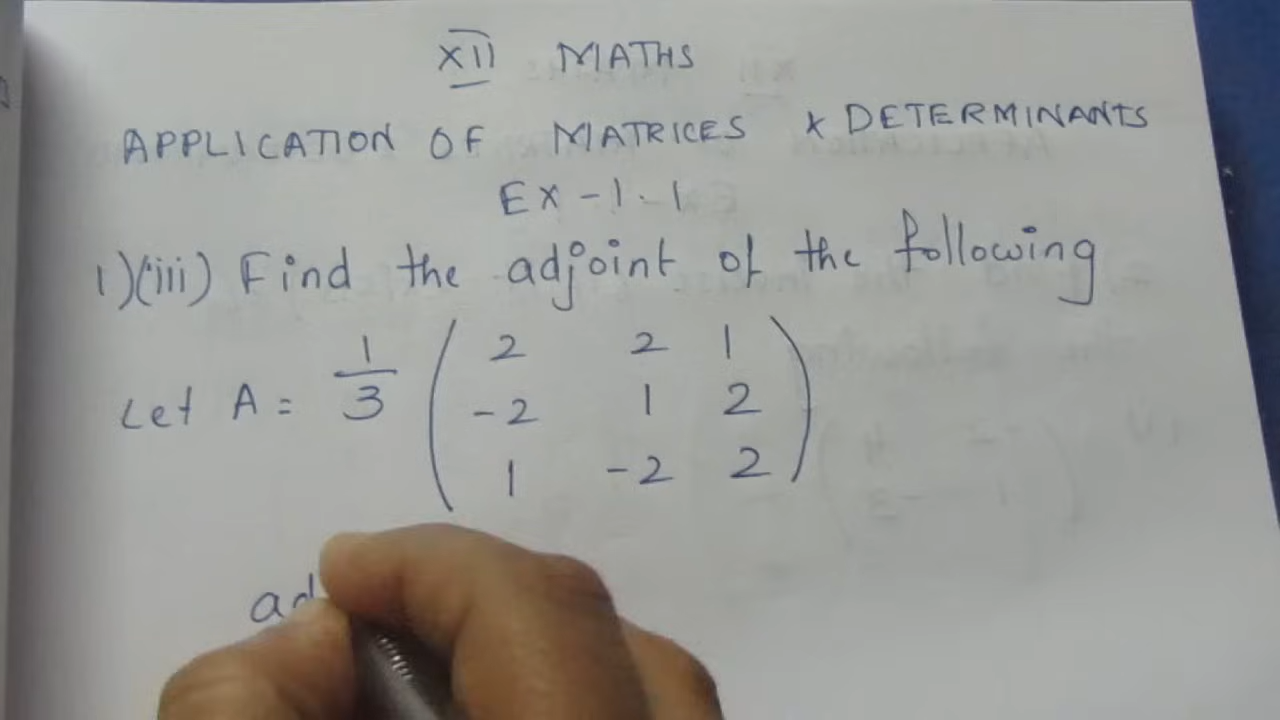 XII MATHS
APPLICATION OF MATRICES & DETERMINANTS
Ex - 1.1
1)(iii) Find the adjoint of the following
Let A = 1/3 ( 2 2 1
-2 1 2
1 -2 2 )
ad